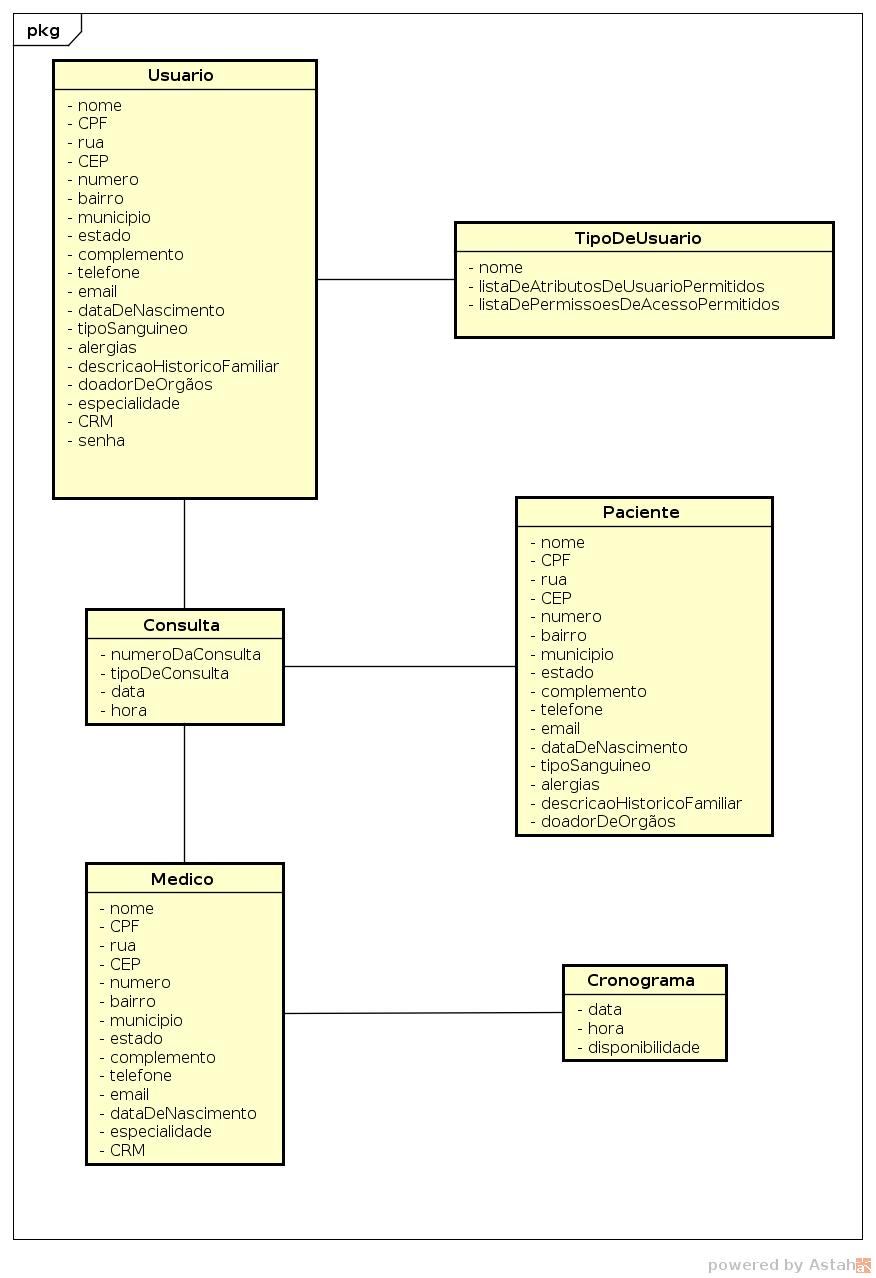 pkg
Usuario
- nome
- CPF
- rua
- CEP
- numero
- bairro
- municipio
- estado
- complemento
- telefone
- email
- dataDeNascimento
- tipoSanguineo
- alergias
- descricaoHistoricoFamiliar
- doadorDeOrgãos
- especialidade
- CRM
- senha
TipoDeUsuario
- nome
- listaDeAtributosDeUsuarioPermitidos
- listaDePermissoesDeAcessoPermitidos
Paciente
- nome
- CPF
- rua
- CEP
- numero
- bairro
- municipio
- estado
- complemento
- telefone
- email
- dataDeNascimento
- tipoSanguineo
- alergias
- descricaoHistoricoFamiliar
- doadorDeOrgãos
Consulta
- numeroDaConsulta
- tipoDeConsulta
- data
- hora
Medico
- nome
- CPF
- rua
- CEP
- numero
- bairro
- municipio
- estado
- complemento
- telefone
- email
- dataDeNascimento
- especialidade
- CRM
Cronograma
- data
- hora
- disponibilidade
powered by Astah